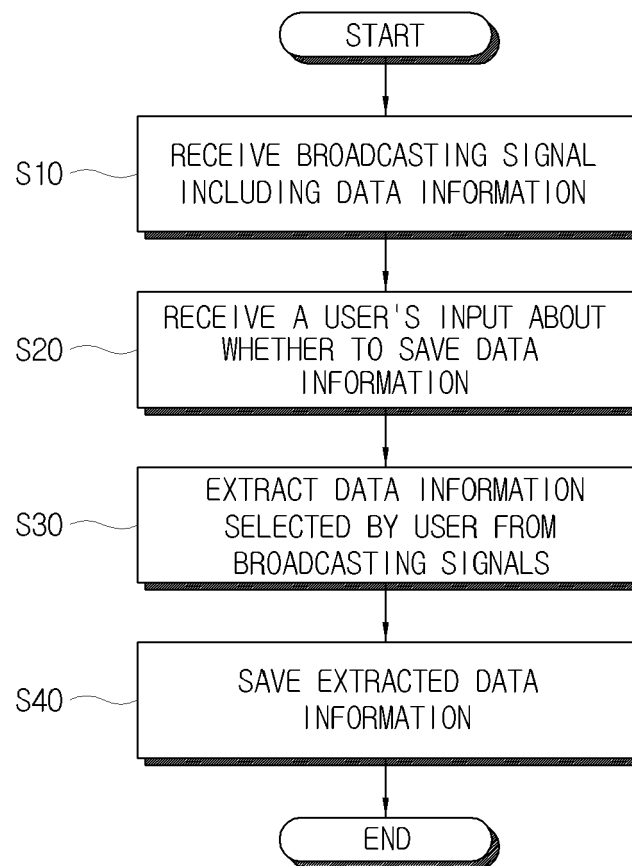 START
S10
RECEIVE BROADCASTING SIGNAL
INCLUDING DATA INFORMATION
S20
RECEIVE A USER'S INPUT ABOUT
WHETHER TO SAVE DATA
INFORMATION
S30
EXTRACT DATA INFORMATION
SELECTED BY USER FROM
BROADCASTING SIGNALS
S40
SAVE EXTRACTED DATA
INFORMATION
END